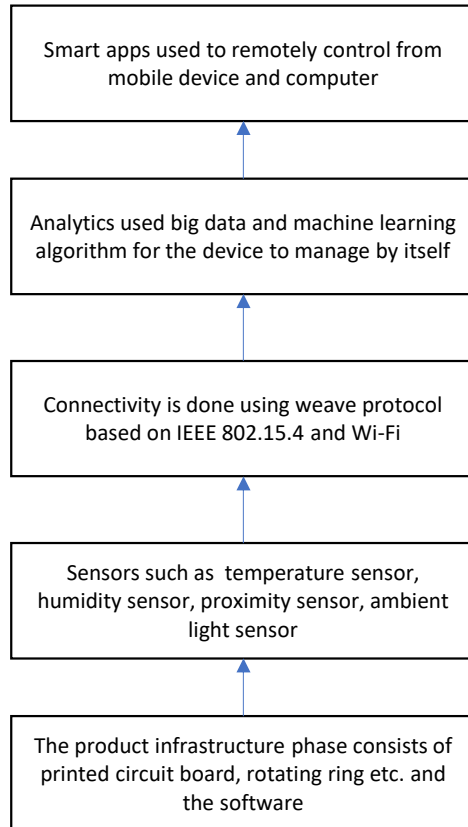 Smart apps used to remotely control from
mobile device and computer
Analytics used big data and machine learning
algorithm for the device to manage by itself
Connectivity is done using weave protocol
based on IEEE 802.15.4 and Wi-Fi
Sensors such as  temperature sensor,
humidity sensor, proximity sensor, ambient
light sensor
The product infrastructure phase consists of
printed circuit board, rotating ring etc. and
the software